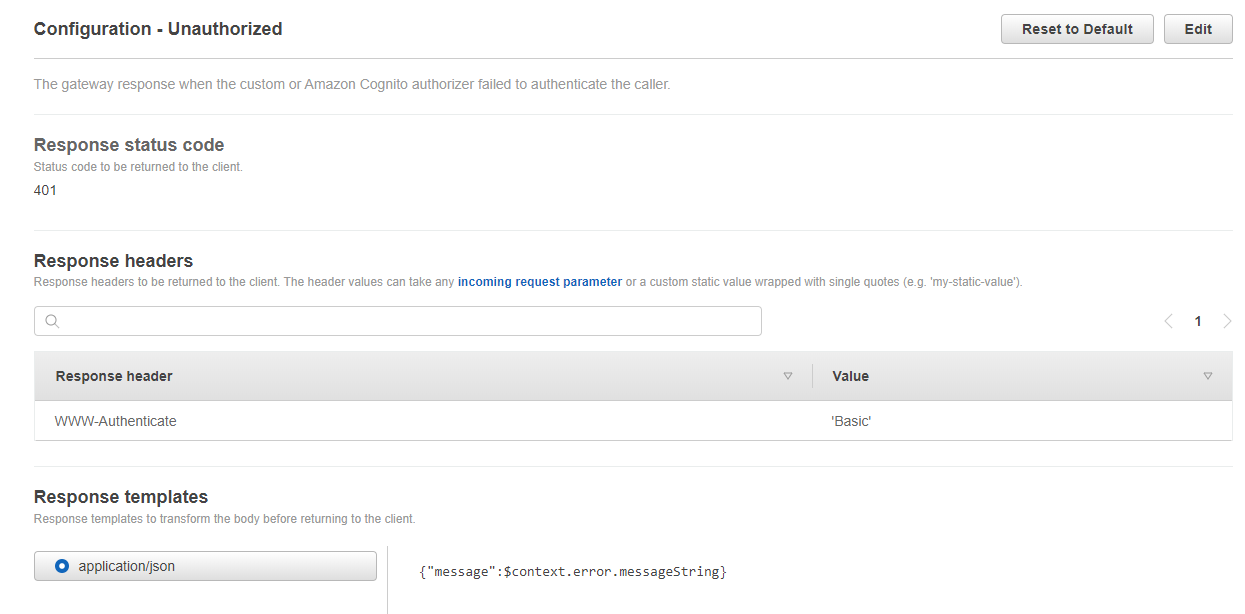 Configuration - Unauthorized
Reset to Default
Edit
The gateway response when the custom or Amazon Cognito authorizer failed to authenticate the caller.
Response status code
Status code to be returned to the client.
401
Response headers
Response headers to be returned to the client. The header values can take any incoming request parameter or a custom static value wrapped with single quotes (e.g. 'my-static-value').
1
Response header
Value
WWW-Authenticate
'Basic'
Response templates
Response templates to transform the body before returning to the client.
application/json
{"message":$context.error.messageString}